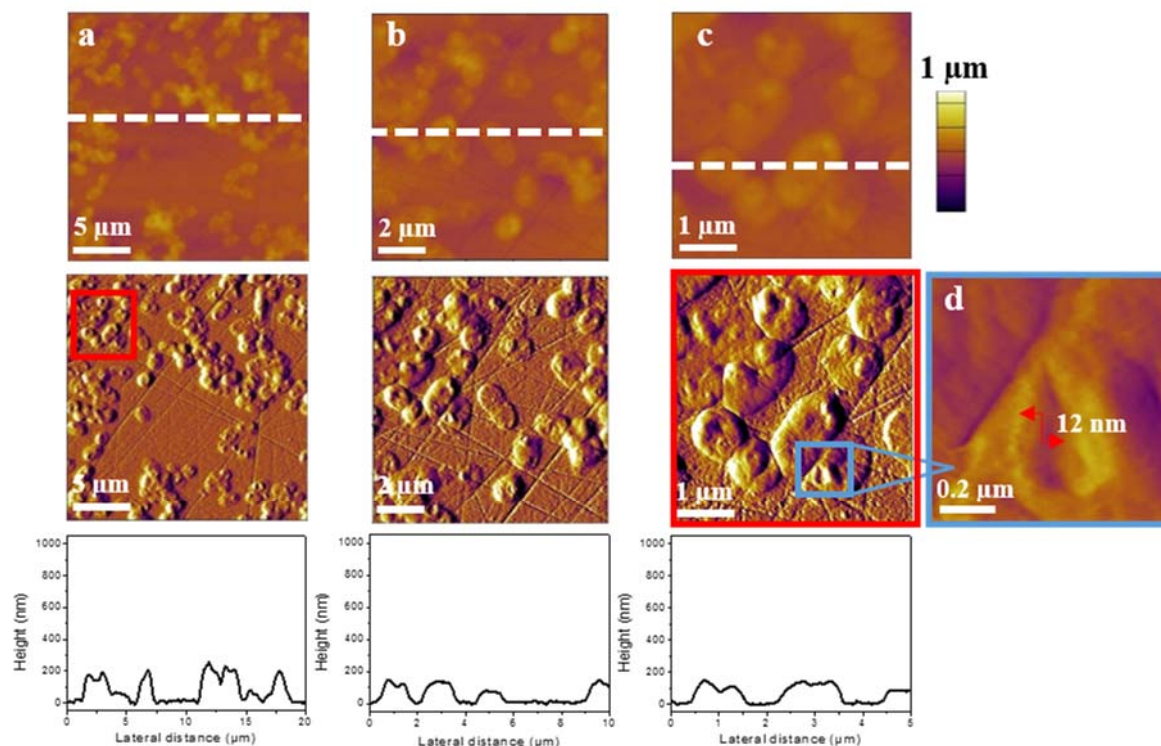 a
b
c
1 µm
5 µm
2 µm
1 µm
d
12 nm
5 µm
2 µm
1 µm
0.2 µm
1000
800
600
400
200
0
Height (nm)
0 5 10 15 20
Lateral distance (µm)
1000
800
600
400
200
0
Height (nm)
0 2 4 6 8 10
Lateral distance (µm)
1000
800
600
400
200
0
Height (nm)
0 1 2 3 4 5
Lateral distance (µm)